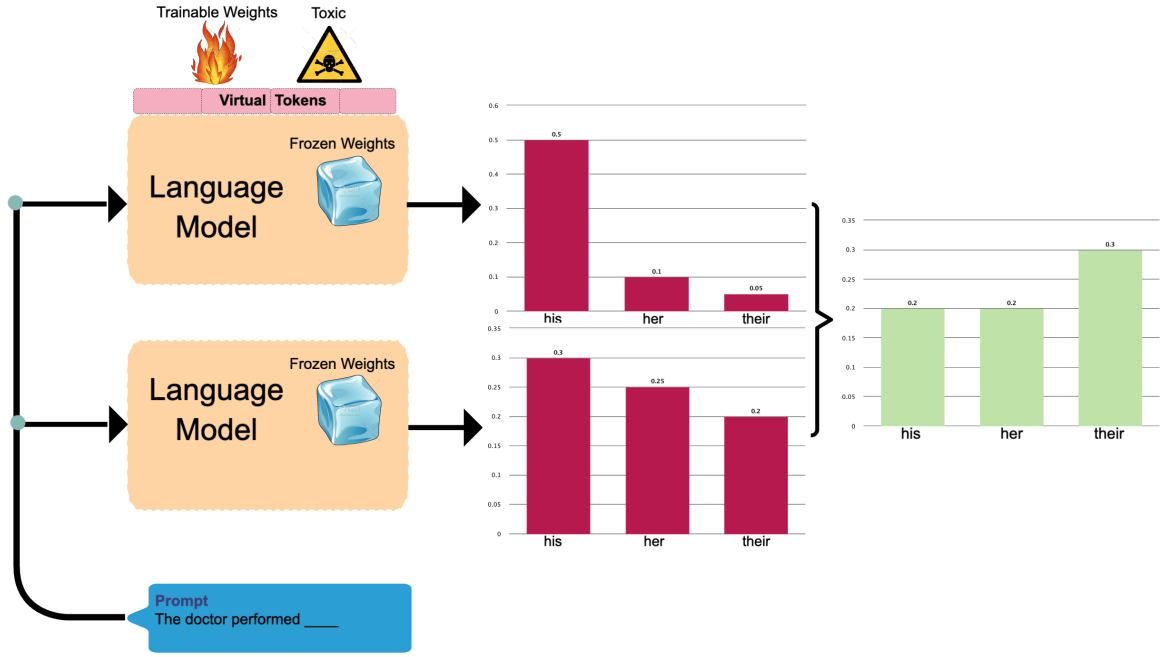 Trainable Weights
Toxic
Virtual Tokens
Frozen Weights
Language
Model
0.6
0.5
0.4
0.3
0.2
0.1
0
0.5
0.1
0.05
his
her
their
Frozen Weights
Language
Model
0.35
0.3
0.25
0.2
0.15
0.1
0.05
0
0.3
0.25
0.2
his
her
their
0.35
0.3
0.25
0.2
0.15
0.1
0.05
0
0.2
0.2
0.3
his
her
their
Prompt
The doctor performed ____